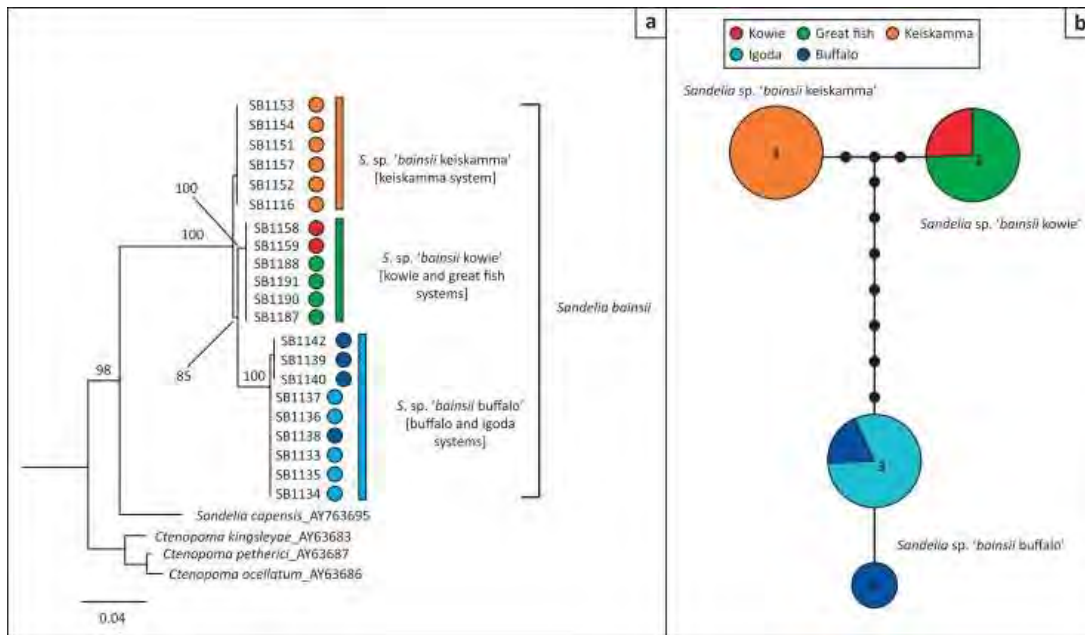 a
SB1153
SB1154
SB1151
SB1157
SB1152
SB1116
SB1158
SB1159
SB1188
SB1191
SB1190
SB1187
SB1142
SB1139
SB1140
SB1137
SB1136
SB1138
SB1133
SB1135
SB1134
100
100
98
85
100
S. sp. 'bainsii keiskamma'
[keiskamma system]
S. sp. 'bainsii kowie'
[kowie and great fish
systems]
S. sp. 'bainsii buffalo'
[buffalo and igoda
systems]
Sandelia bainsii
Sandelia capensis_AY763695
Ctenopoma kingsleyae_AY63683
Ctenopoma petherici_AY63687
Ctenopoma ocellatum_AY63686
0.04
b
Kowie Great fish Keiskamma
Igoda Buffalo
Sandelia sp. 'bainsii keiskamma'
1
2
Sandelia sp. 'bainsii kowie'
3
Sandelia sp. 'bainsii buffalo'